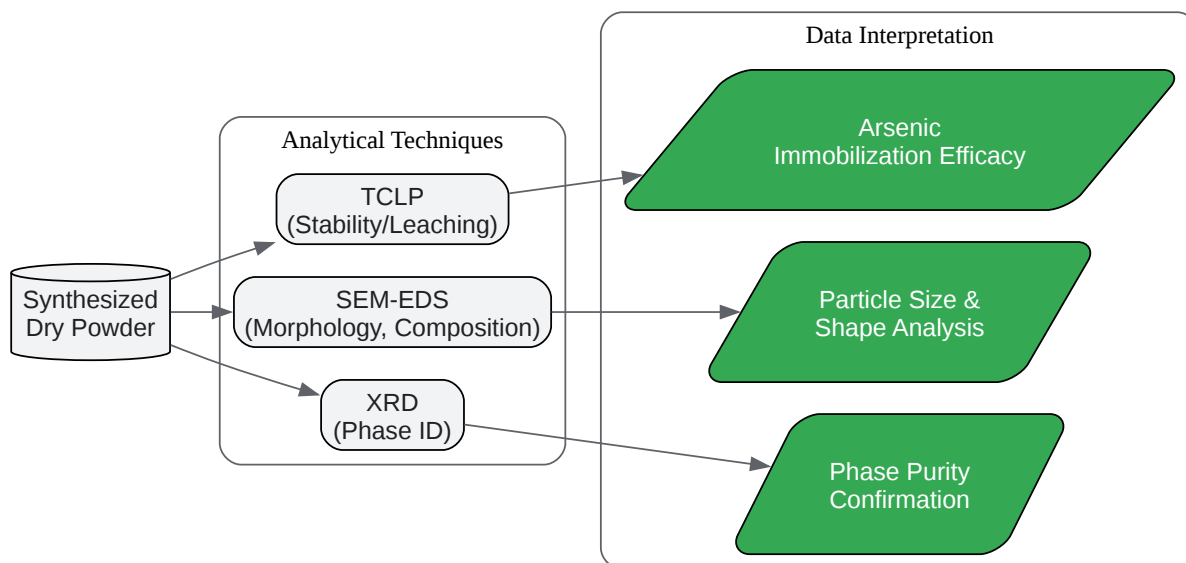 Data Interpretation
Analytical Techniques
Arsenic
Immobilization Efficacy
TCLP
(Stability/Leaching)
Synthesized
Dry Powder
SEM-EDS
(Morphology, Composition)
Particle Size &
Shape Analysis
XRD
(Phase ID)
Phase Purity
Confirmation